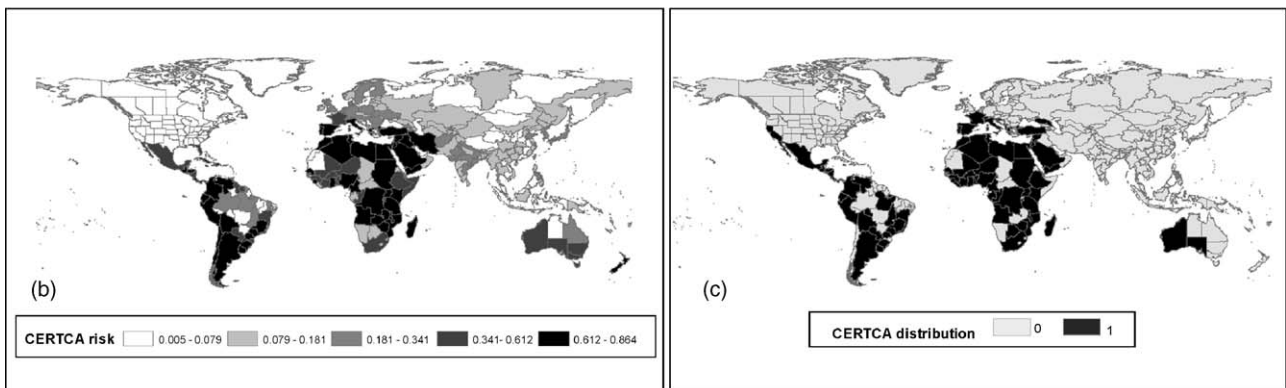 (b)
CERTCA risk 0.005 - 0.079 0.079 - 0.181 0.181 - 0.341 0.341- 0.612 0.612 - 0.864
(c)
CERTCA distribution 0 1